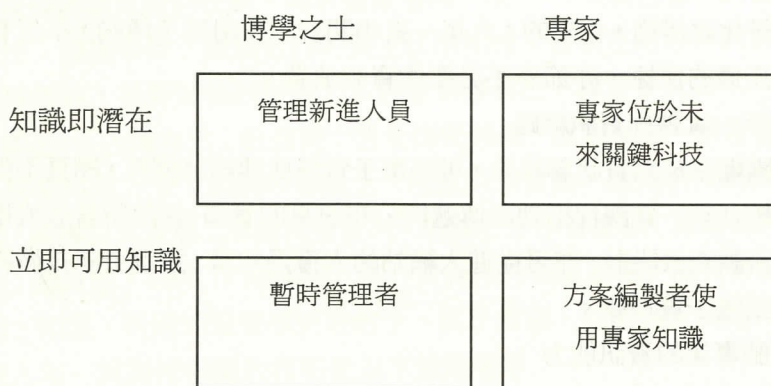 博學之士 專家
知識即潛在
管理新進人員
專家位於未
來關鍵科技
立即可用知識
暫時管理者
方案編製者使
用專家知識